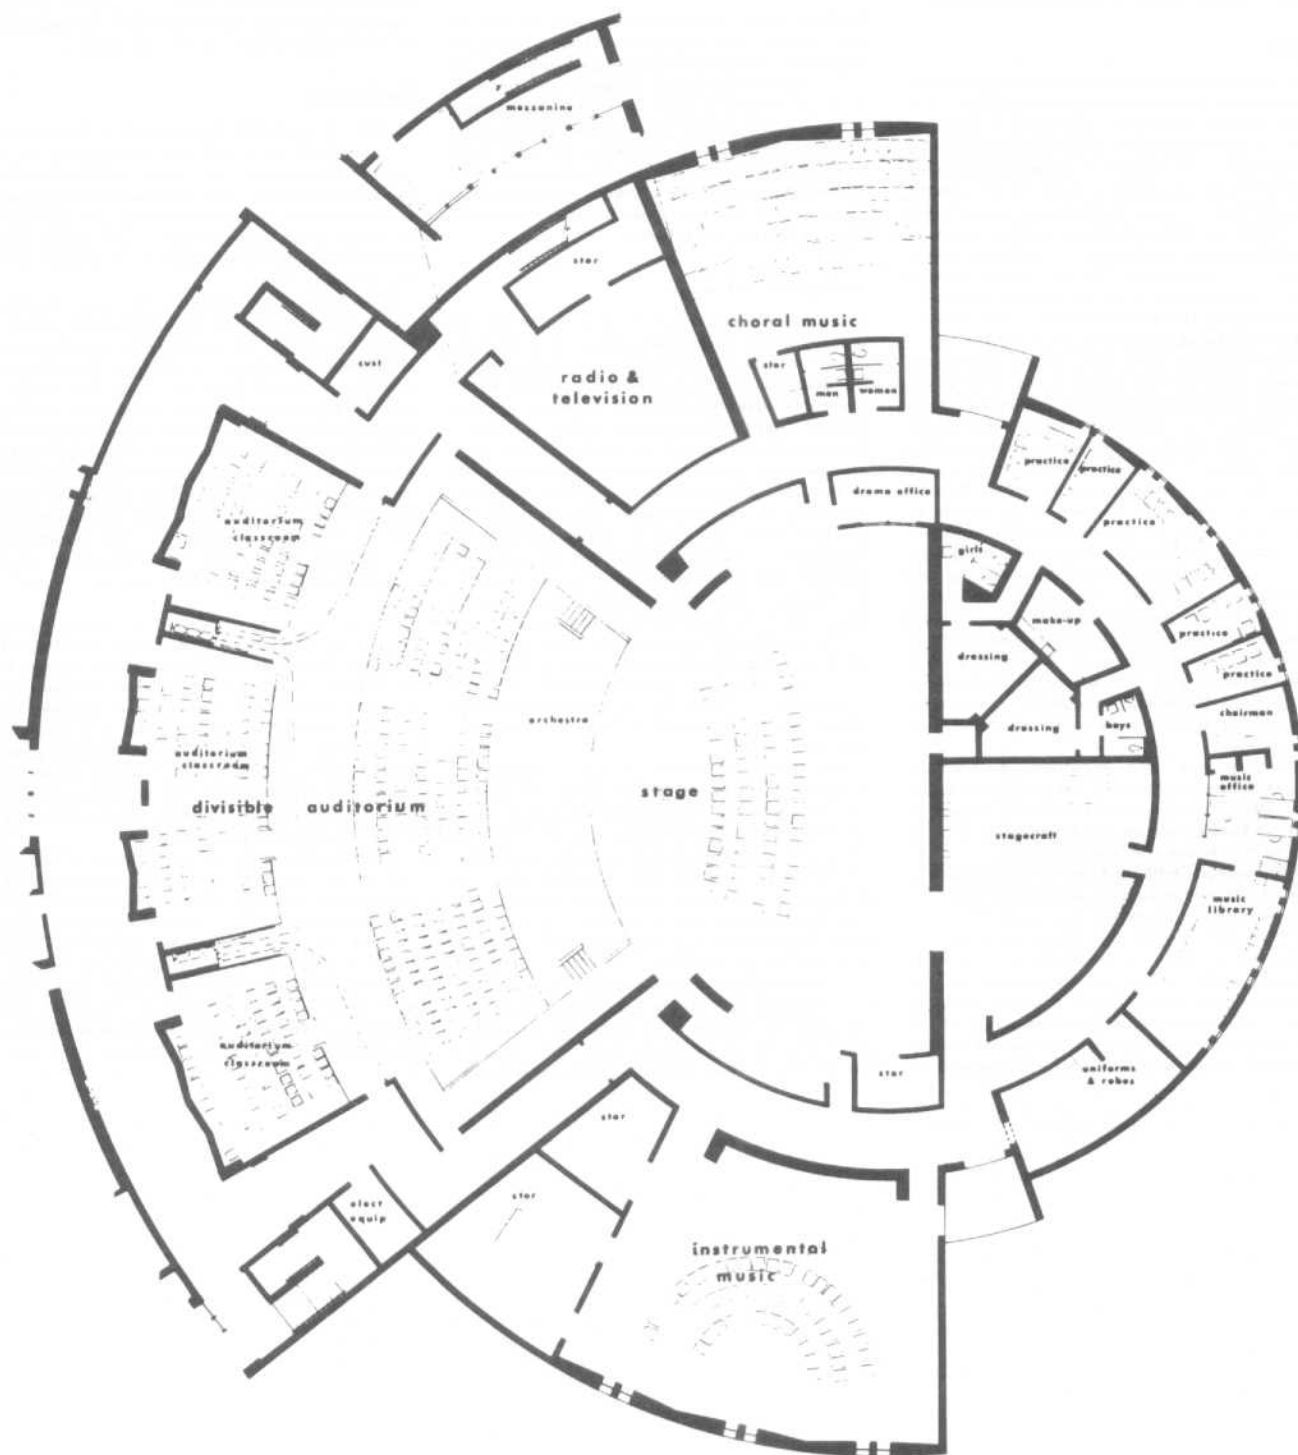 mezzanine
stor
choral music
cust
stor
men
women
radio &
television
practice
practice
practice
drama office
auditorium
classroom
girls
make-up
practice
dressing
practice
orchestra
chairman
dressing
boys
auditorium
classroom
music
office
stage
divisible auditorium
stagecraft
music
library
auditorium
classroom
stor
uniforms
& robes
stor
stor
elect
equip
instrumental
music